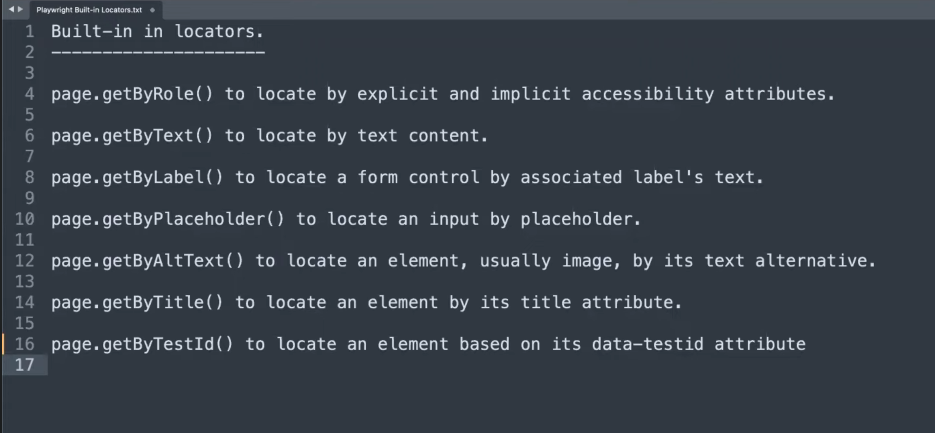 Playwright Built-in Locators.txt
1 Built-in in locators.
2 ---------------------
3
4 page.getByRole() to locate by explicit and implicit accessibility attributes.
5
6 page.getByText() to locate by text content.
7
8 page.getByLabel() to locate a form control by associated label's text.
9
10 page.getByPlaceholder() to locate an input by placeholder.
11
12 page.getByAltText() to locate an element, usually image, by its text alternative.
13
14 page.getByTitle() to locate an element by its title attribute.
15
16 page.getByTestId() to locate an element based on its data-testid attribute
17